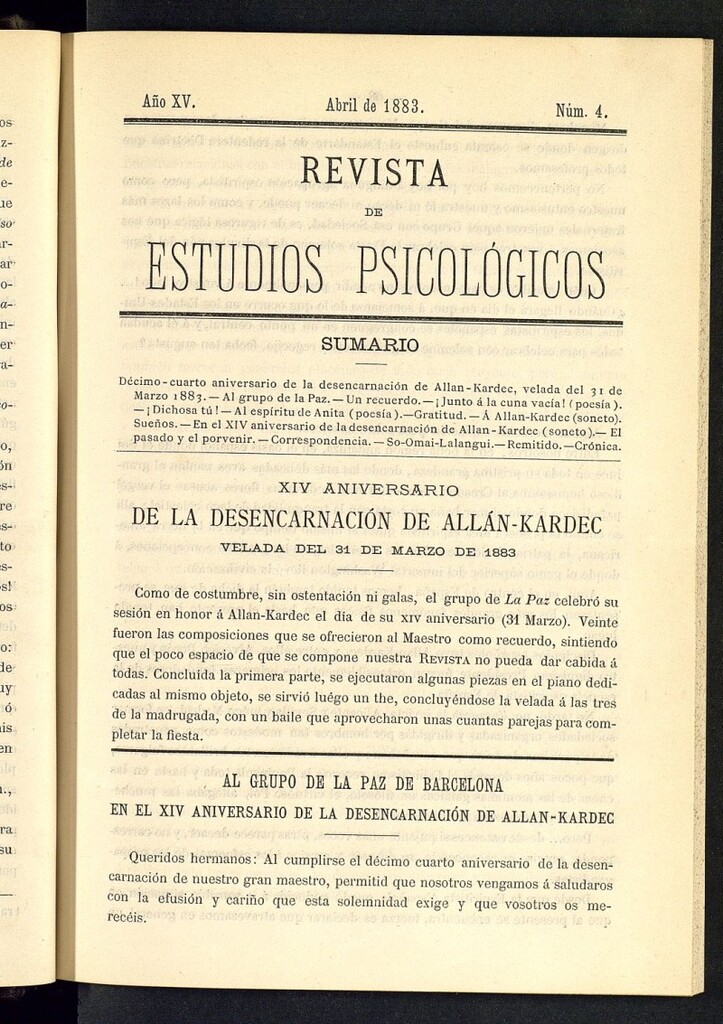 Año XV.
Abril de 1883.
Núm. 4.
REVISTA
DE
ESTUDIOS PSICOLÓGICOS
SUMARIO
Décimo-cuarto aniversario de la desencarnación de Allan-Kardec, velada del 31 de
Marzo 1883.—Al grupo de la Paz.—Un recuerdo.—¡Junto á la cuna vacía! (poesía).
—¡Dichosa tú!—Al espíritu de Anita (poesía).—Gratitud.—Á Allan-Kardec (soneto).
Sueños.—En el XIV aniversario de la desencarnación de Allan-Kardec (soneto).—El
pasado y el porvenir.—Correspondencia.—So-Omai-Lalangui.—Remitido.—Crónica.
XIV ANIVERSARIO
DE LA DESENCARNACIÓN DE ALLÁN-KARDEC
VELADA DEL 31 DE MARZO DE 1883
Como de costumbre, sin ostentación ni galas, el grupo de La Paz celebró su
sesión en honor á Allan-Kardec el día de su XIV aniversario (31 Marzo). Veinte
fueron las composiciones que se ofrecieron al Maestro como recuerdo, sintiendo
que el poco espacio de que se compone nuestra REVISTA no pueda dar cabida á
todas. Concluída la primera parte, se ejecutaron algunas piezas en el piano dedi-
cadas al mismo objeto, se sirvió luégo un the, concluyéndose la velada á las tres
de la madrugada, con un baile que aprovecharon unas cuantas parejas para com-
pletar la fiesta.
AL GRUPO DE LA PAZ DE BARCELONA
EN EL XIV ANIVERSARIO DE LA DESENCARNACIÓN DE ALLAN-KARDEC
Queridos hermanos: Al cumplirse el décimo cuarto aniversario de la desen-
carnación de nuestro gran maestro, permitid que nosotros vengamos á saludaros
con la efusión y cariño que esta solemnidad exige y que vosotros os me-
recéis.